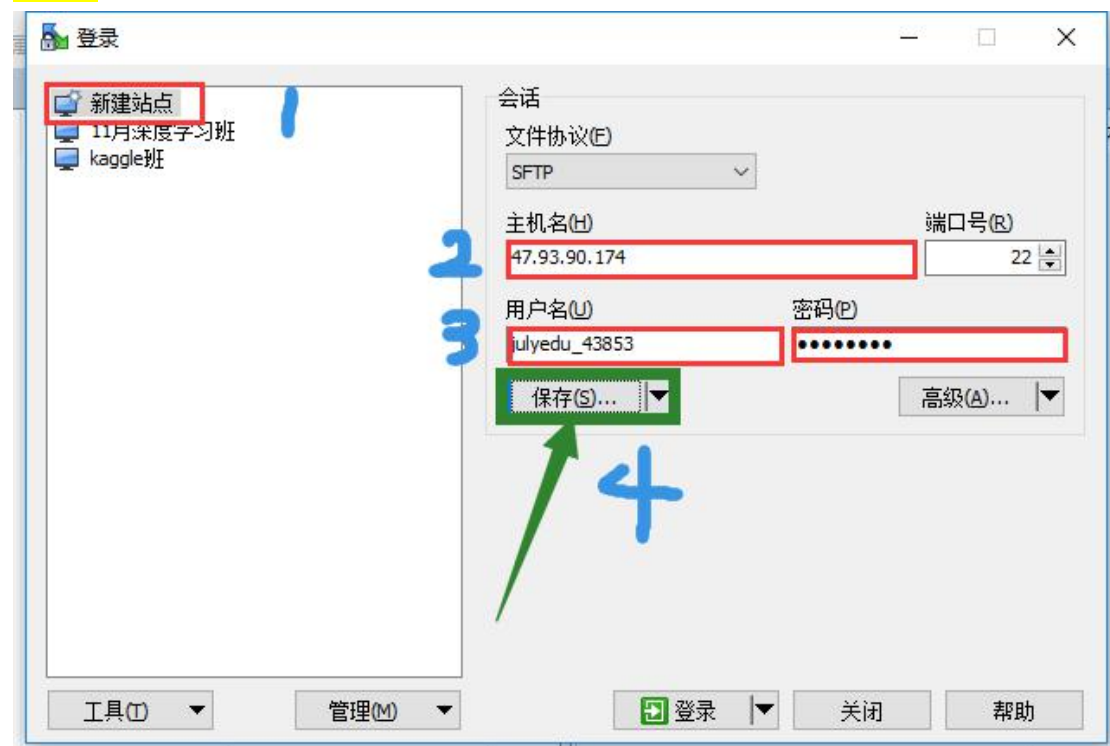 登录
新建站点
1
11月深度学习班
kaggle班
会话
文件协议(F)
SFTP
主机名(H)
端口号(R)
2
47.93.90.174
22
用户名(U)
密码(P)
3
julyedu_43853
••••••••
保存(S)...
高级(A)...
4
工具(T)
管理(M)
登录
关闭
帮助